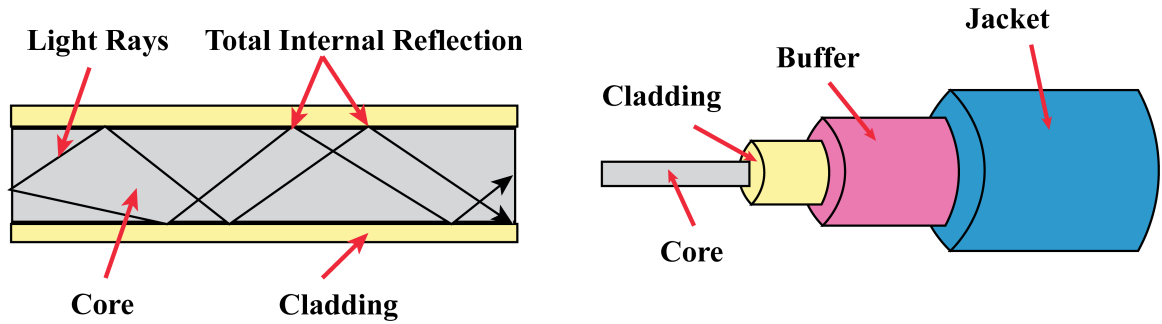 Light Rays
Total Internal Reflection
Core
Cladding
Jacket
Buffer
Cladding
Core